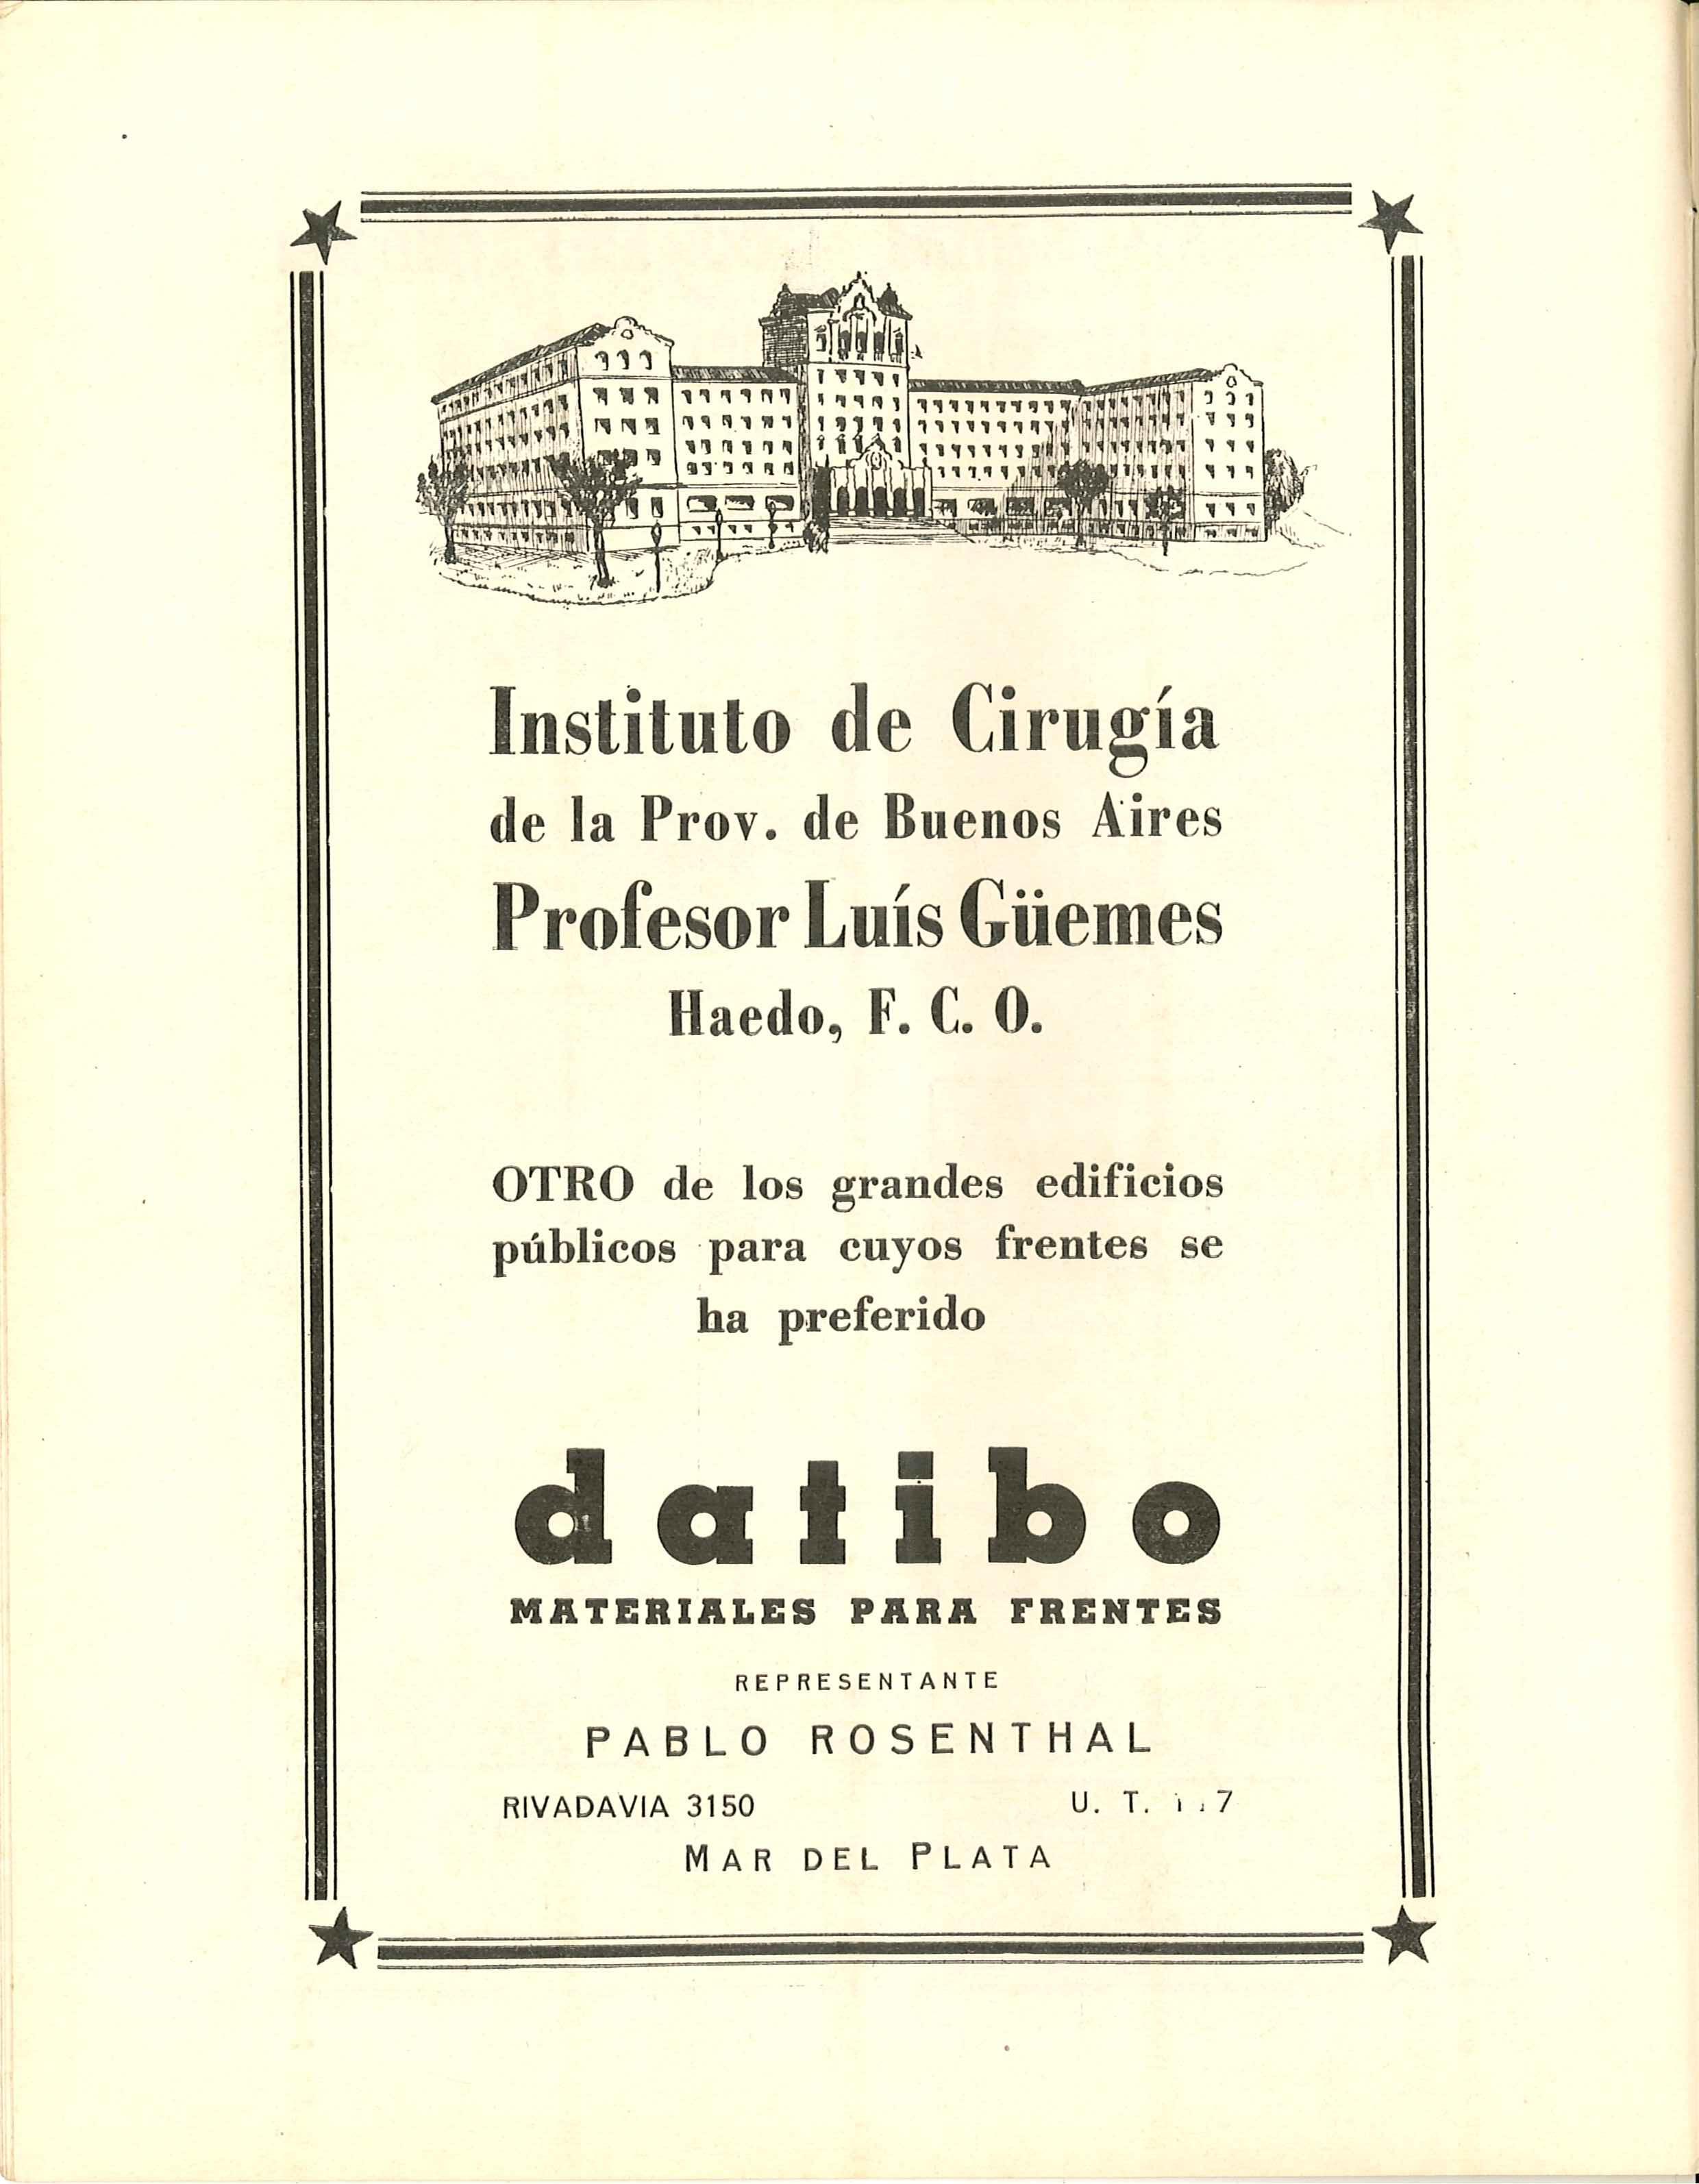 Instituto de Cirugía
de la Prov. de Buenos Aires
Profesor Luís Güemes
Haedo, F. C. O.
OTRO de los grandes edificios
públicos para cuyos frentes se
ha preferido
datibo
MATERIALES PARA FRENTES
REPRESENTANTE
PABLO ROSENTHAL
RIVADAVIA 3150
U. T.
MAR DEL PLATA